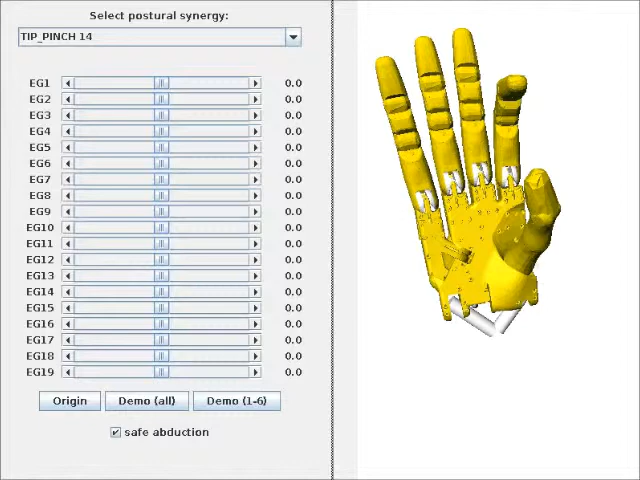 Select postural synergy:
TIP_PINCH 14
EG1 0.0
EG2 0.0
EG3 0.0
EG4 0.0
EG5 0.0
EG6 0.0
EG7 0.0
EG8 0.0
EG9 0.0
EG10 0.0
EG11 0.0
EG12 0.0
EG13 0.0
EG14 0.0
EG15 0.0
EG16 0.0
EG17 0.0
EG18 0.0
EG19 0.0
Origin Demo (all) Demo (1-6)
safe abduction